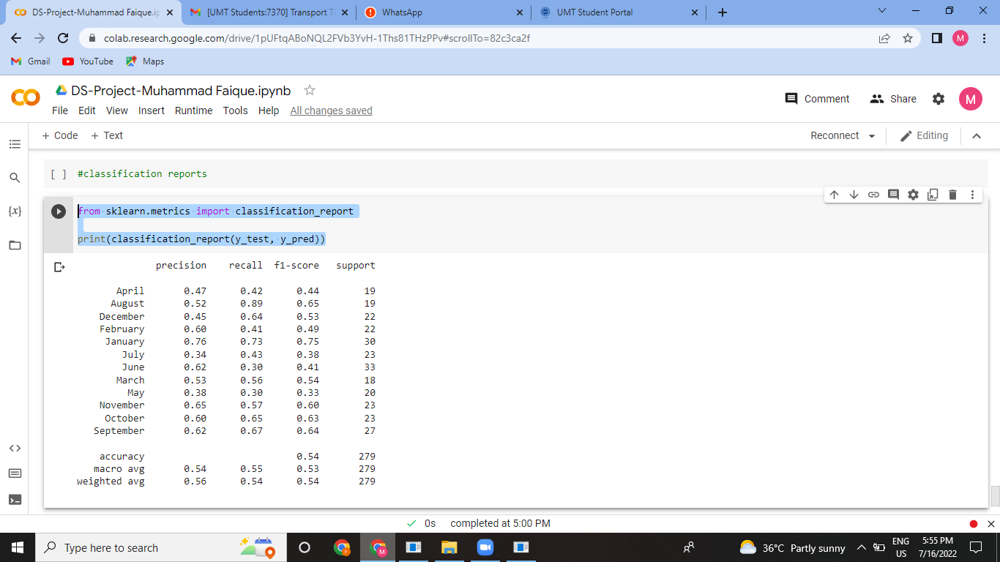 DS-Project-Muhammad Faique.ip
[UMT Students:7370] Transport T
WhatsApp
UMT Student Portal
colab.research.google.com/drive/1pUFtqABoNQL2FVb3YvH-1Ths81THzPPv#scrollTo=82c3ca2f
M
Gmail
YouTube
Maps
DS-Project-Muhammad Faique.ipynb
Comment
Share
M
File Edit View Insert Runtime Tools Help All changes saved
+ Code + Text
Reconnect
Editing
[ ] #classification reports
{x}
from sklearn.metrics import classification_report
print(classification_report(y_test, y_pred))
precision recall f1-score support
April 0.47 0.42 0.44 19
August 0.52 0.89 0.65 19
December 0.45 0.64 0.53 22
February 0.60 0.41 0.49 22
January 0.76 0.73 0.75 30
July 0.34 0.43 0.38 23
June 0.62 0.30 0.41 33
March 0.53 0.56 0.54 18
May 0.38 0.30 0.33 20
November 0.65 0.57 0.60 23
October 0.60 0.65 0.63 23
September 0.62 0.67 0.64 27
accuracy 0.54 279
macro avg 0.54 0.55 0.53 279
weighted avg 0.56 0.54 0.54 279
0s completed at 5:00 PM
Type here to search
F
M
36°C Partly sunny
ENG
US
5:55 PM
7/16/2022